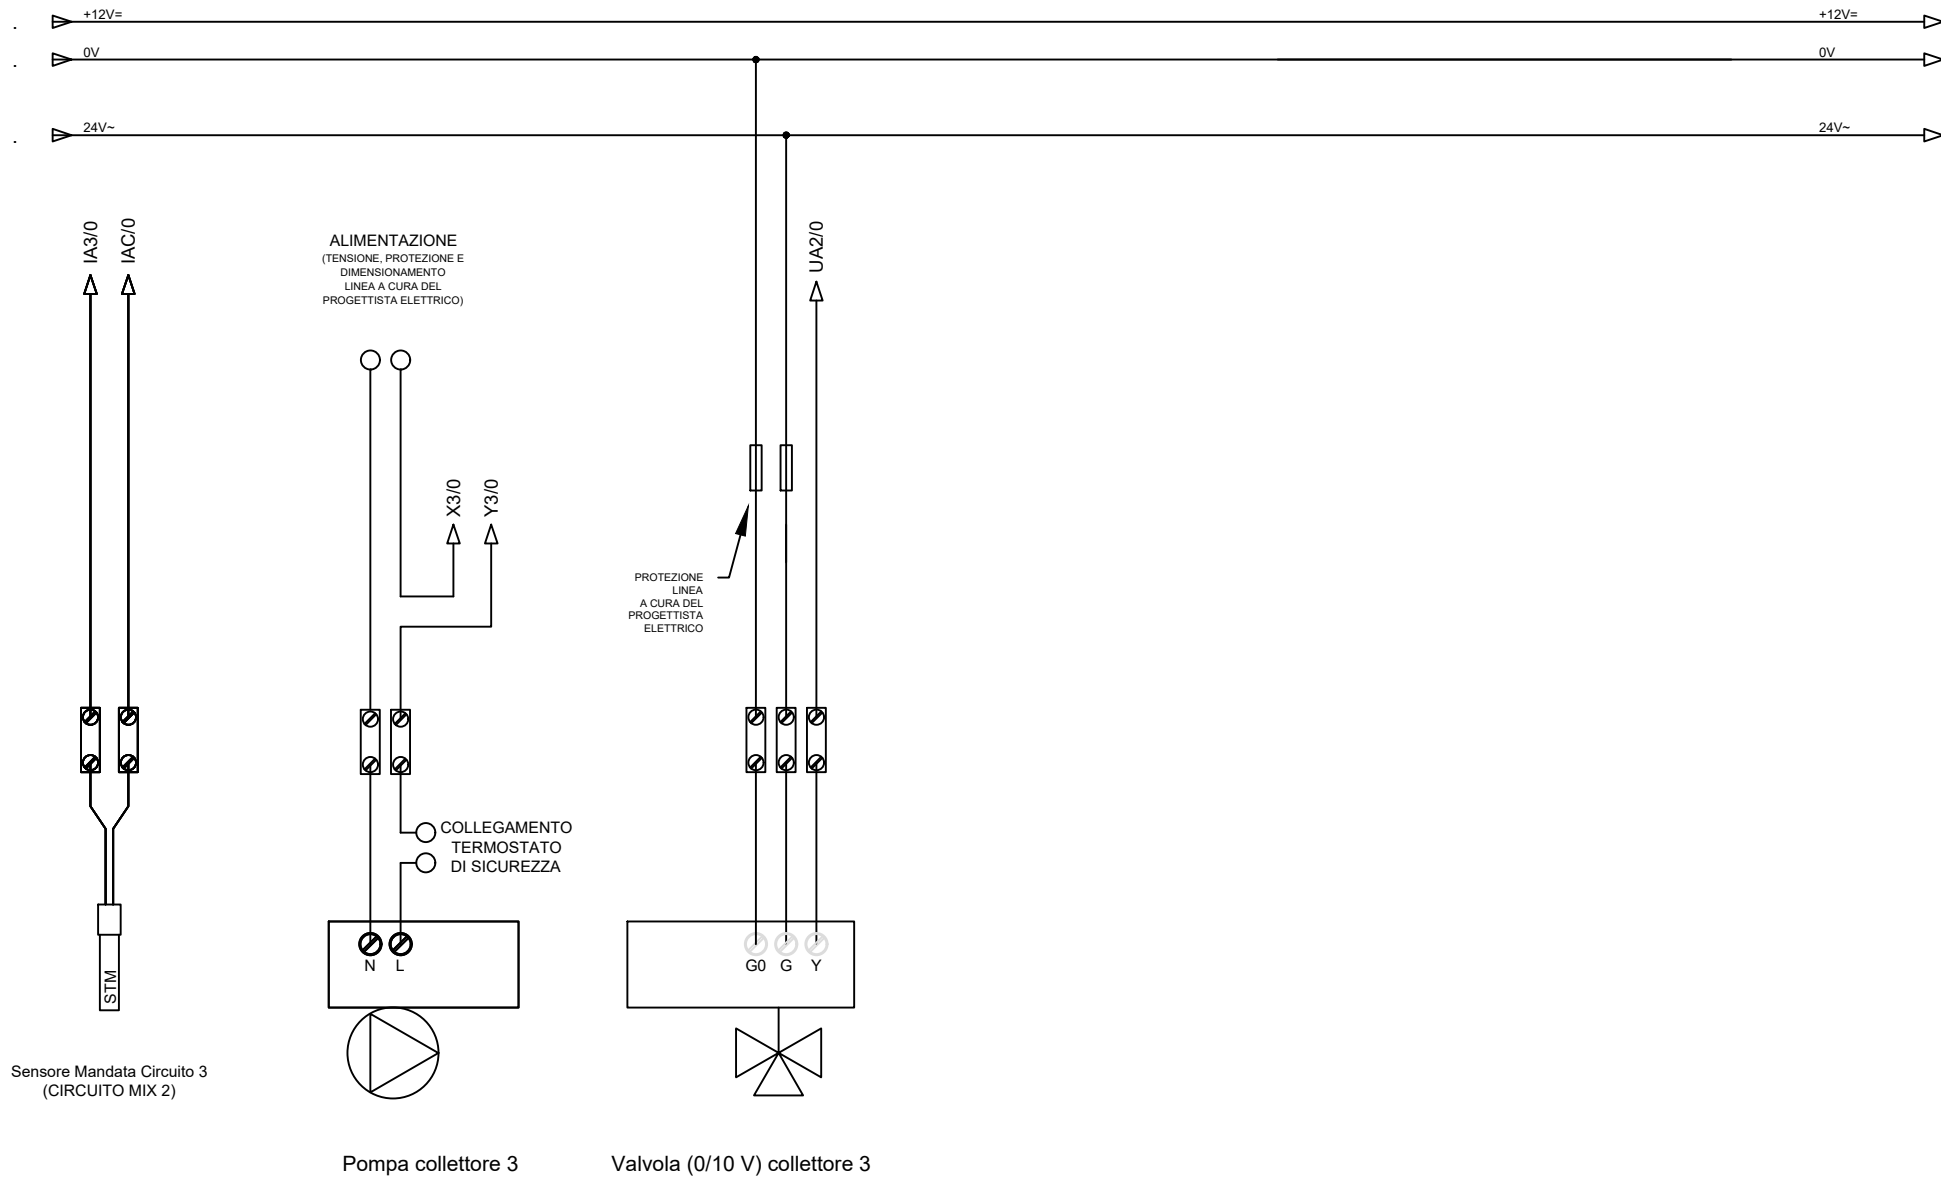 +12V=
+12V=
0V
0V
24V~
24V~
IA3/0
IAC/0
ALIMENTAZIONE
(TENSIONE, PROTEZIONE E
DIMENSIONAMENTO
LINEA A CURA DEL
PROGETTISTA ELETTRICO)
UA2/0
X3/0
Y3/0
PROTEZIONE
LINEA
A CURA DEL
PROGETTISTA
ELETTRICO
COLLEGAMENTO
TERMOSTATO
DI SICUREZZA
N L
G0 G Y
STM
Sensore Mandata Circuito 3
(CIRCUITO MIX 2)
Pompa collettore 3
Valvola (0/10 V) collettore 3